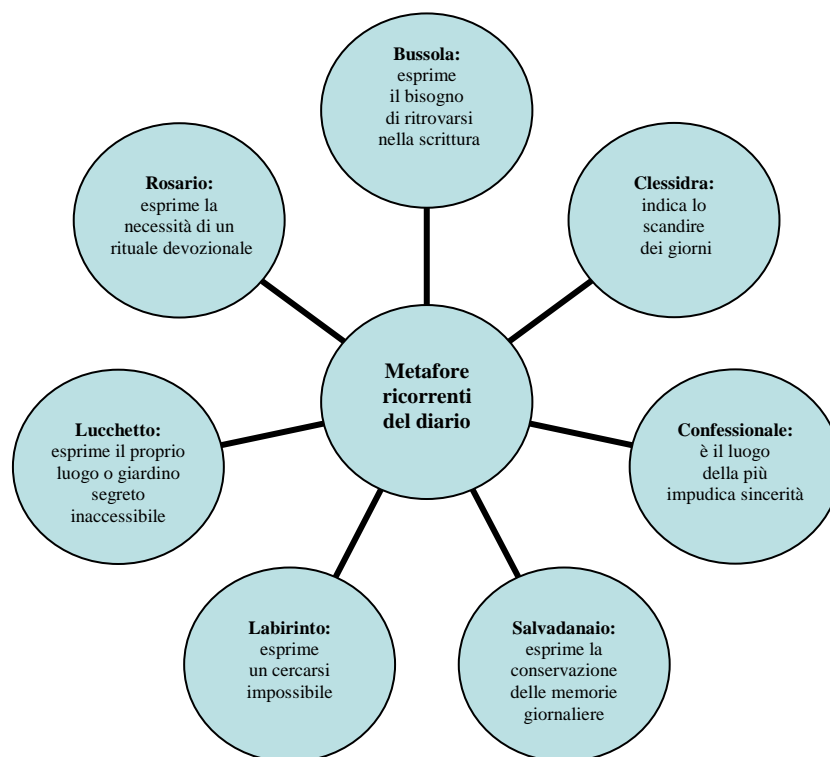 Bussola:
esprime
il bisogno
di ritrovarsi
nella scrittura
Rosario:
esprime la
necessità di un
rituale devozionale
Clessidra:
indica lo
scandire
dei giorni
Metafore
ricorrenti
del diario
Lucchetto:
esprime il proprio
luogo o giardino
segreto
inaccessibile
Confessionale:
è il luogo
della più
impudica sincerità
Labirinto:
esprime
un cercarsi
impossibile
Salvadanaio:
esprime la
conservazione
delle memorie
giornaliere